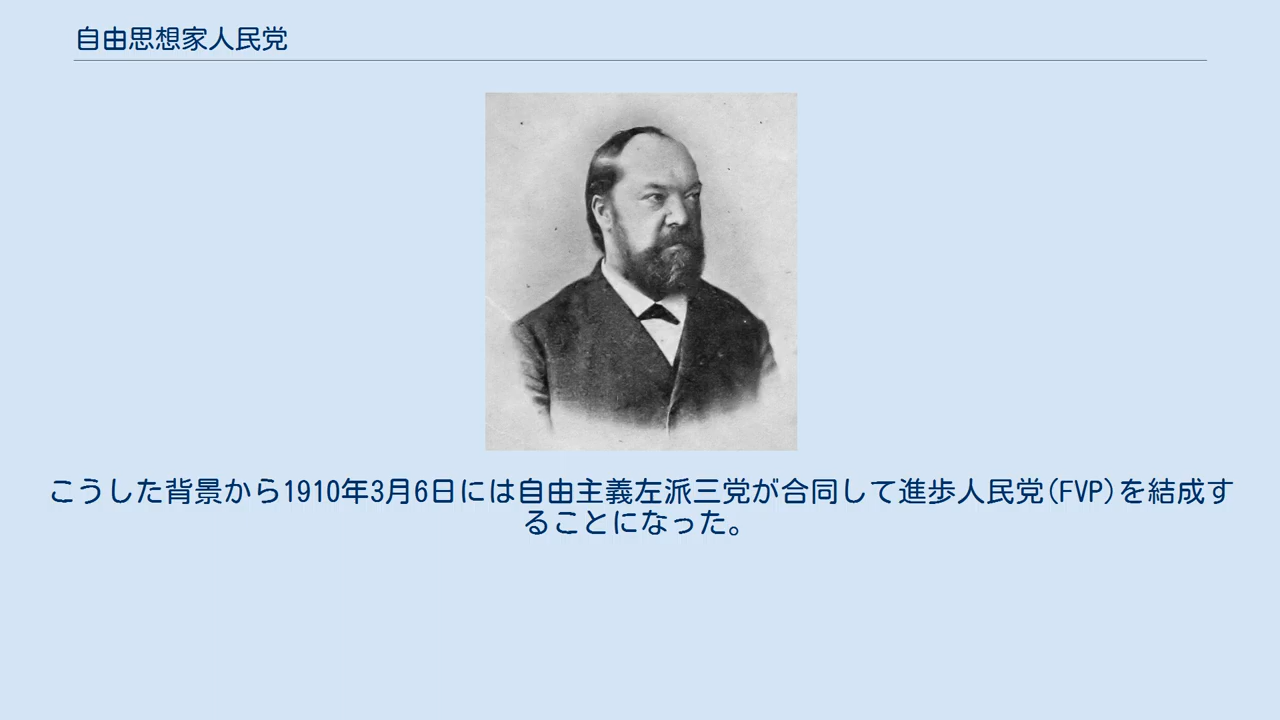 自由思想家人民党
こうした背景から1910年3月6日には自由主義左派三党が合同して進歩人民党(FVP)を結成す
ることになった。